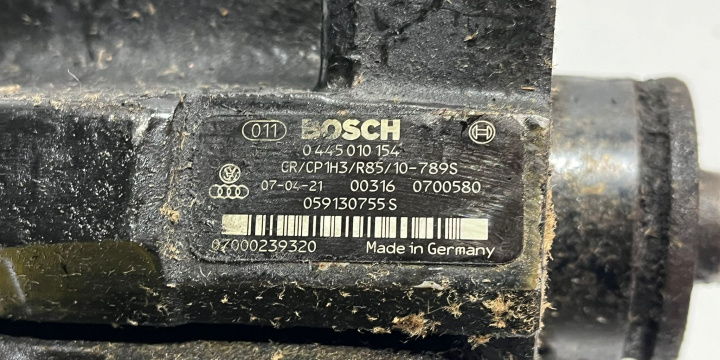 011 BOSCH
0 445 010 154
CR/CP1H3/R85/10-789S
07-04-21 00316 0700580
059130755 S
07000239320 Made in Germany